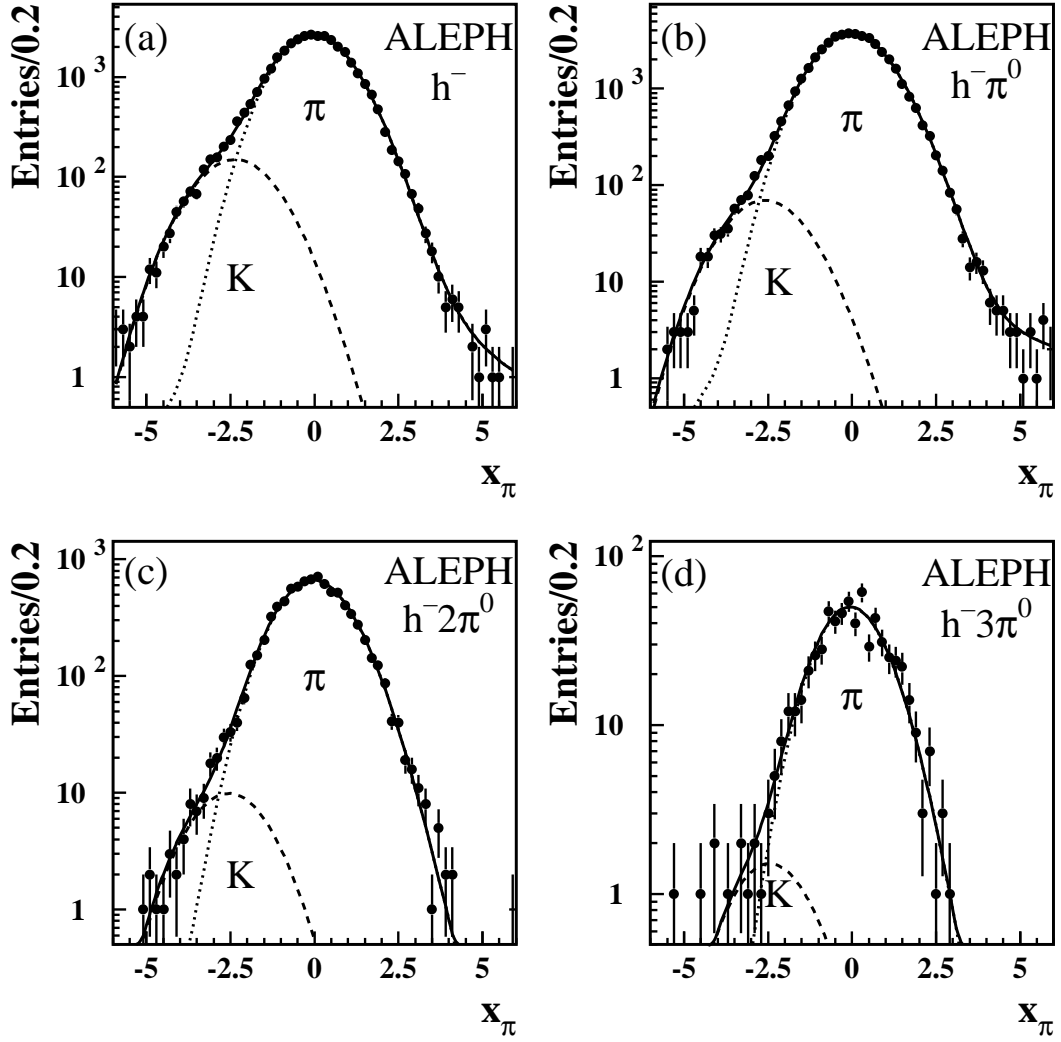 (a) ALEPH
h⁻
Entries/0.2
10³
10²
10
1
π
K
-5 -2.5 0 2.5 5
x_π
(b) ALEPH
h⁻π⁰
Entries/0.2
10³
10²
10
1
π
K
-5 -2.5 0 2.5 5
x_π
(c) ALEPH
h⁻2π⁰
Entries/0.2
10³
10²
10
1
π
K
-5 -2.5 0 2.5 5
x_π
(d) ALEPH
h⁻3π⁰
Entries/0.2
10²
10
1
π
K
-5 -2.5 0 2.5 5
x_π